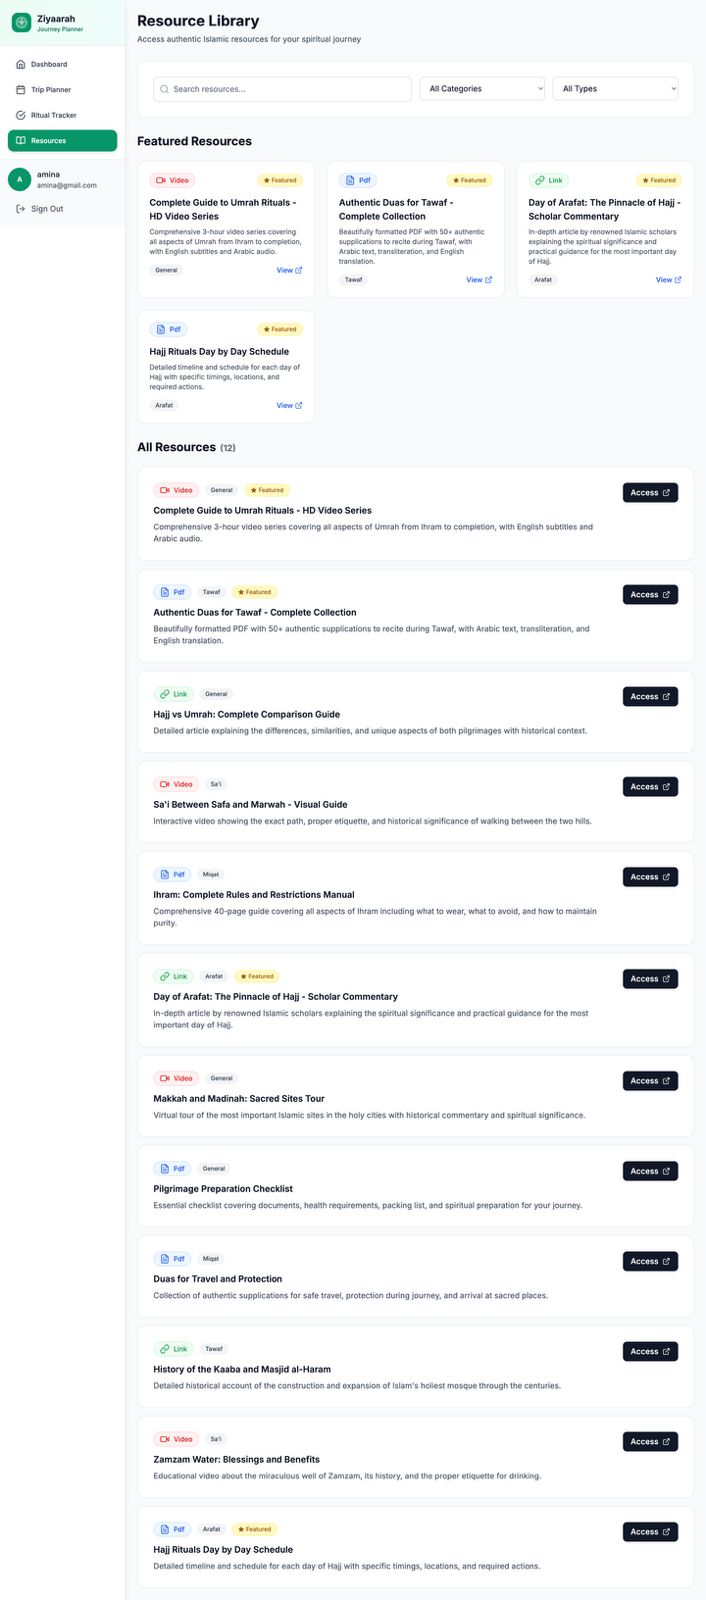 Ziyaarah
Journey Planner
Dashboard
Trip Planner
Ritual Tracker
Resources
A
amina
amina@gmail.com
Sign Out
Resource Library
Access authentic Islamic resources for your spiritual journey
Search resources...
All Categories
All Types
Featured Resources
Video
Featured
Complete Guide to Umrah Rituals -
HD Video Series
Comprehensive 3-hour video series covering
all aspects of Umrah from Ihram to completion,
with English subtitles and Arabic audio.
General
View
Pdf
Featured
Authentic Duas for Tawaf -
Complete Collection
Beautifully formatted PDF with 50+ authentic
supplications to recite during Tawaf, with
Arabic text, transliteration, and English
translation.
Tawaf
View
Link
Featured
Day of Arafat: The Pinnacle of Hajj -
Scholar Commentary
In-depth article by renowned Islamic scholars
explaining the spiritual significance and
practical guidance for the most important day
of Hajj.
Arafat
View
Pdf
Featured
Hajj Rituals Day by Day Schedule
Detailed timeline and schedule for each day of
Hajj with specific timings, locations, and
required actions.
Arafat
View
All Resources (12)
Video General Featured
Access
Complete Guide to Umrah Rituals - HD Video Series
Comprehensive 3-hour video series covering all aspects of Umrah from Ihram to completion, with English subtitles and
Arabic audio.
Pdf Tawaf Featured
Access
Authentic Duas for Tawaf - Complete Collection
Beautifully formatted PDF with 50+ authentic supplications to recite during Tawaf, with Arabic text, transliteration, and
English translation.
Link General
Access
Hajj vs Umrah: Complete Comparison Guide
Detailed article explaining the differences, similarities, and unique aspects of both pilgrimages with historical context.
Video Sa'i
Access
Sa'i Between Safa and Marwah - Visual Guide
Interactive video showing the exact path, proper etiquette, and historical significance of walking between the two hills.
Pdf Miqat
Access
Ihram: Complete Rules and Restrictions Manual
Comprehensive 40-page guide covering all aspects of Ihram including what to wear, what to avoid, and how to maintain
purity.
Link Arafat Featured
Access
Day of Arafat: The Pinnacle of Hajj - Scholar Commentary
In-depth article by renowned Islamic scholars explaining the spiritual significance and practical guidance for the most
important day of Hajj.
Video General
Access
Makkah and Madinah: Sacred Sites Tour
Virtual tour of the most important Islamic sites in the holy cities with historical commentary and spiritual significance.
Pdf General
Access
Pilgrimage Preparation Checklist
Essential checklist covering documents, health requirements, packing list, and spiritual preparation for your journey.
Pdf Miqat
Access
Duas for Travel and Protection
Collection of authentic supplications for safe travel, protection during journey, and arrival at sacred places.
Link Tawaf
Access
History of the Kaaba and Masjid al-Haram
Detailed historical account of the construction and expansion of Islam's holiest mosque through the centuries.
Video Sa'i
Access
Zamzam Water: Blessings and Benefits
Educational video about the miraculous well of Zamzam, its history, and the proper etiquette for drinking.
Pdf Arafat Featured
Access
Hajj Rituals Day by Day Schedule
Detailed timeline and schedule for each day of Hajj with specific timings, locations, and required actions.